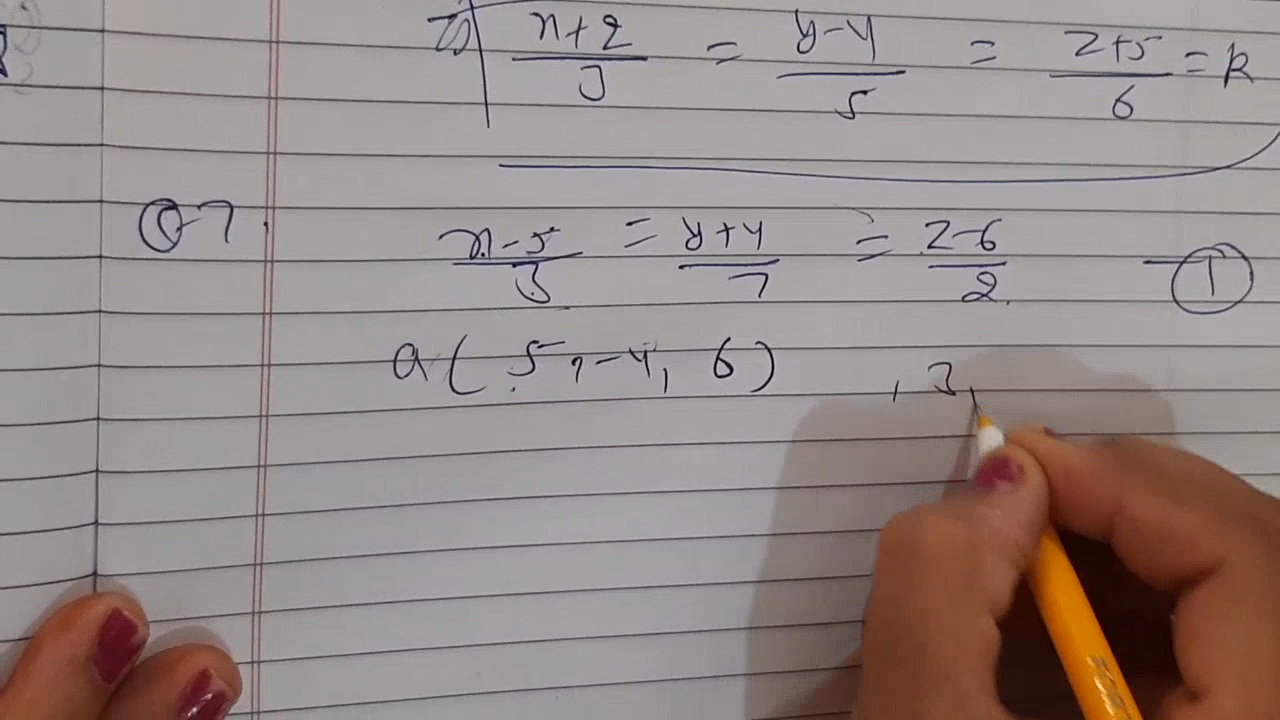 (x+2)/3 = (y-4)/5 = (z+5)/6 = k
Q7. (x-5)/3 = (y+4)/7 = (z-6)/2 — 1
a(5, -4, 6) , 3,